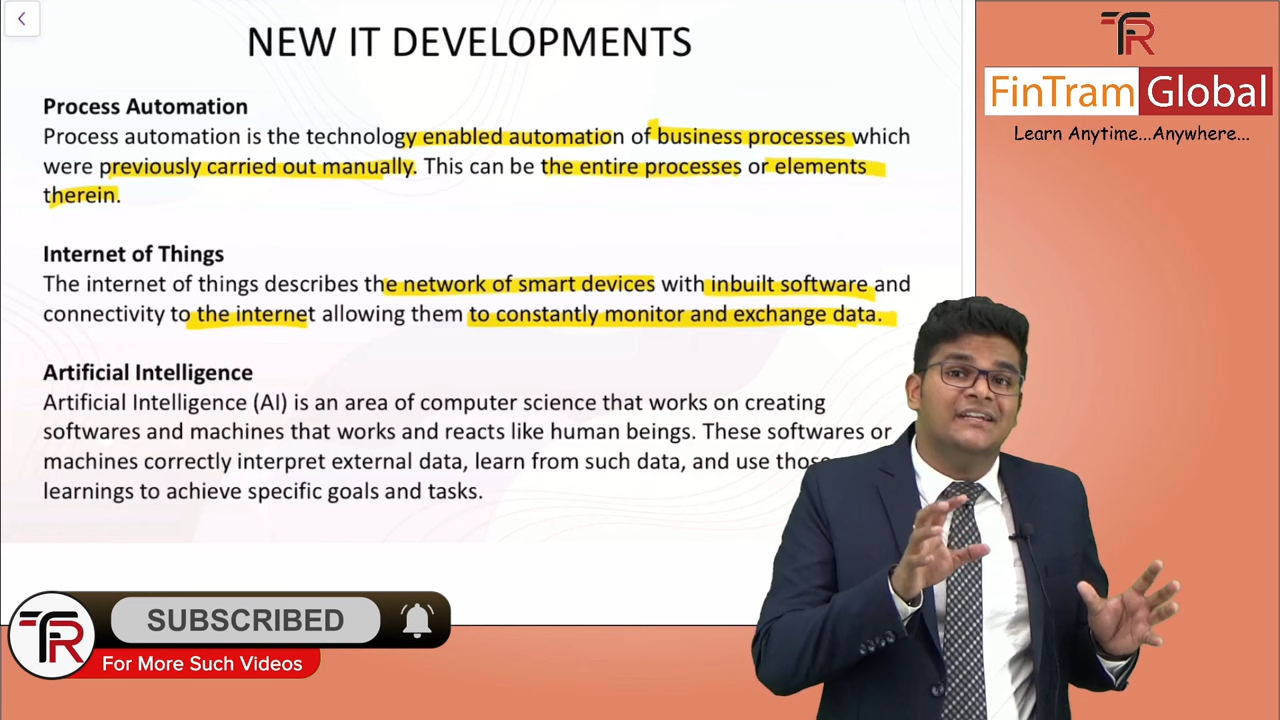 NEW IT DEVELOPMENTS
Process Automation
Process automation is the technology enabled automation of business processes which
were previously carried out manually. This can be the entire processes or elements
therein.
Internet of Things
The internet of things describes the network of smart devices with inbuilt software and
connectivity to the internet allowing them to constantly monitor and exchange data.
Artificial Intelligence
Artificial Intelligence (AI) is an area of computer science that works on creating
softwares and machines that works and reacts like human beings. These softwares or
machines correctly interpret external data, learn from such data, and use
learnings to achieve specific goals and tasks.
TR
FinTram Global
Learn Anytime...Anywhere...
TR
SUBSCRIBED
For More Such Videos